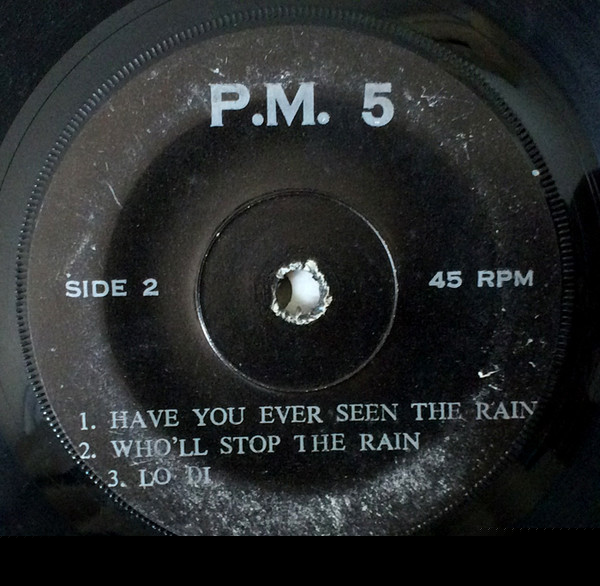 P.M. 5
SIDE 2
45 RPM
1. HAVE YOU EVER SEEN THE RAIN
2. WHO'LL STOP THE RAIN
3. LO DI